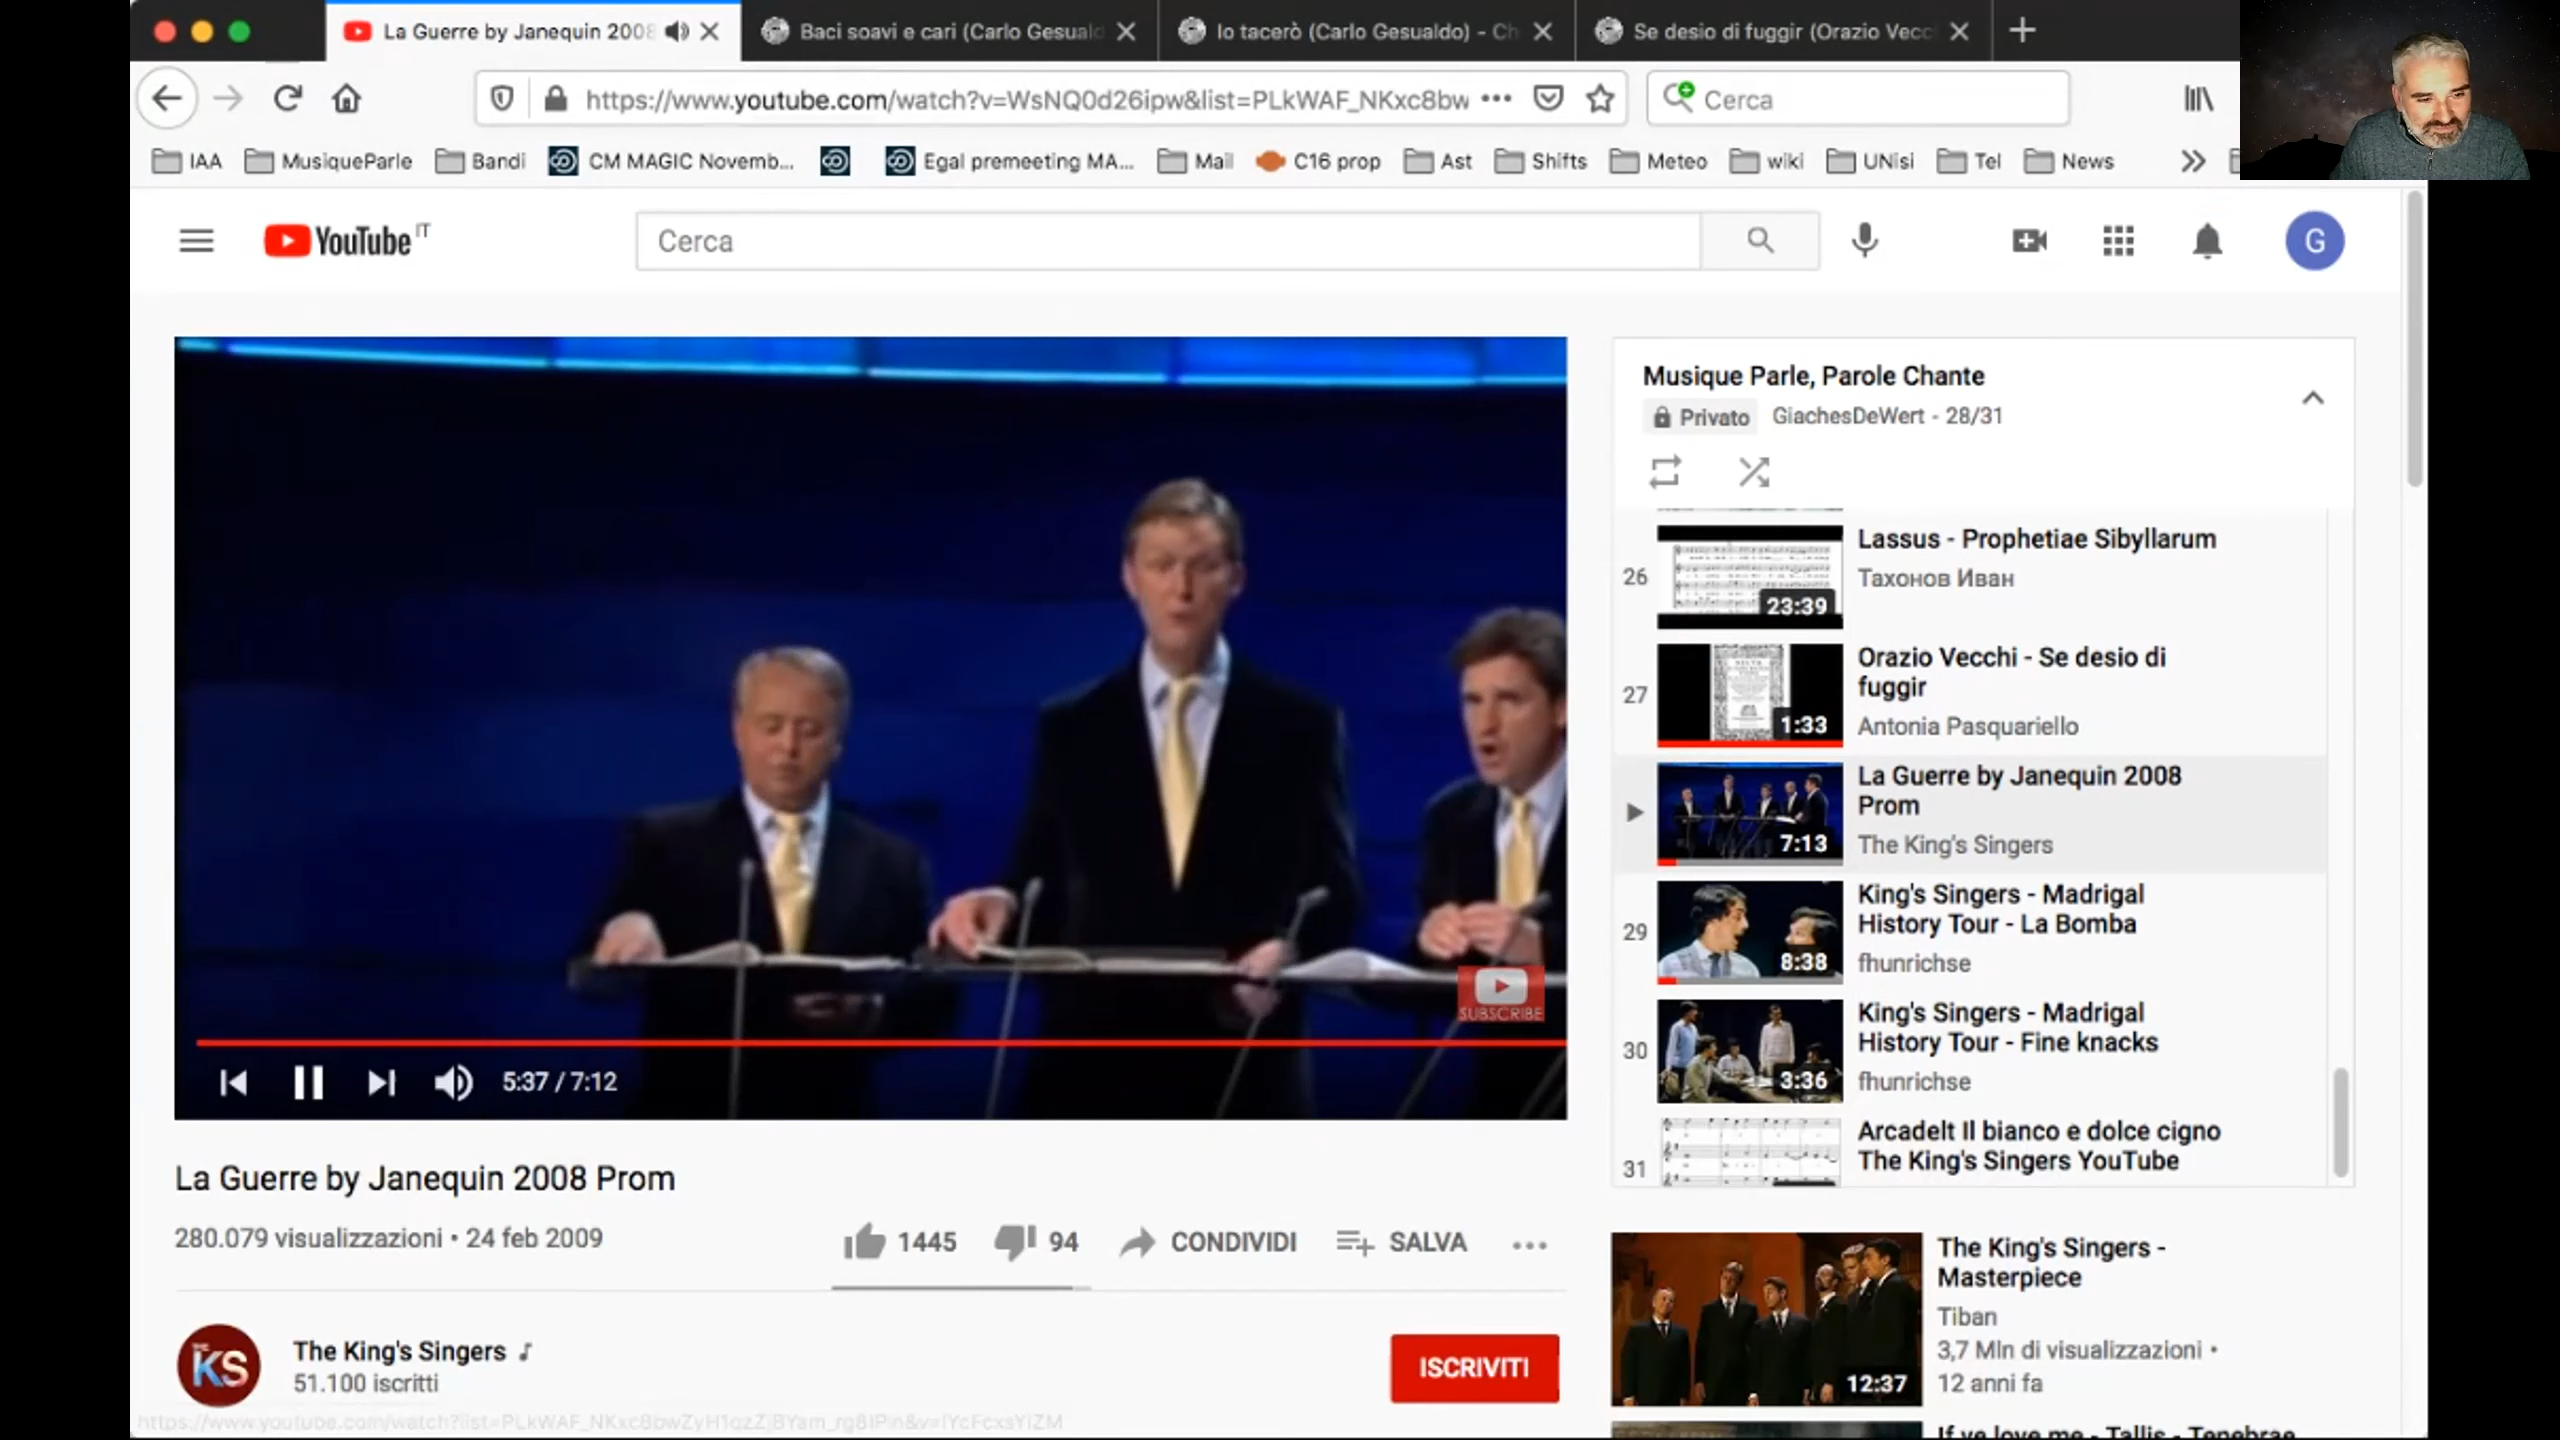 La Guerre by Janequin 2008
Baci soavi e cari (Carlo Gesuald
Io tacerò (Carlo Gesualdo) - Ch
Se desio di fuggir (Orazio Vecc
https://www.youtube.com/watch?v=WsNQ0d26ipw&list=PLkWAF_NKxc8bw
Cerca
IAA
MusiqueParle
Bandi
CM MAGIC Novemb...
Egal premeeting MA...
Mail
C16 prop
Ast
Shifts
Meteo
wiki
UNisi
Tel
News
YouTube IT
Cerca
G
SUBSCRIBE
5:37 / 7:12
La Guerre by Janequin 2008 Prom
280.079 visualizzazioni • 24 feb 2009
1445
94
CONDIVIDI
SALVA
KS
The King's Singers
51.100 iscritti
ISCRIVITI
Musique Parle, Parole Chante
Privato
GiachesDeWert - 28/31
26
23:39
Lassus - Prophetiae Sibyllarum
Тахонов Иван
27
1:33
Orazio Vecchi - Se desio di
fuggir
Antonia Pasquariello
7:13
La Guerre by Janequin 2008
Prom
The King's Singers
29
8:38
King's Singers - Madrigal
History Tour - La Bomba
fhunrichse
30
3:36
King's Singers - Madrigal
History Tour - Fine knacks
fhunrichse
31
Arcadelt Il bianco e dolce cigno
The King's Singers YouTube
12:37
The King's Singers -
Masterpiece
Tiban
3,7 Mln di visualizzazioni •
12 anni fa
If ye love me - Tallis - Tenebrae